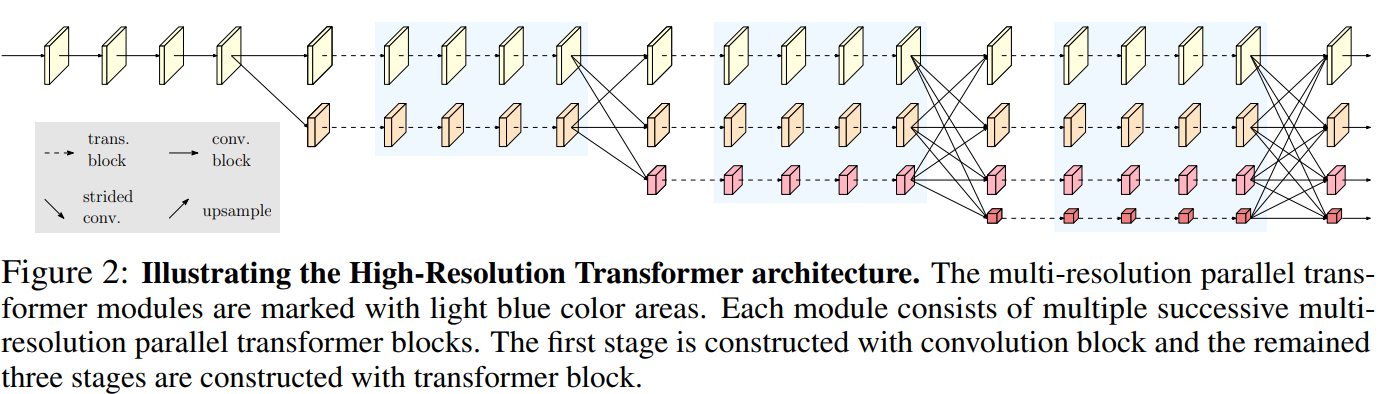 trans.
block
conv.
block
strided
conv.
upsample
Figure 2: Illustrating the High-Resolution Transformer architecture. The multi-resolution parallel trans-
former modules are marked with light blue color areas. Each module consists of multiple successive multi-
resolution parallel transformer blocks. The first stage is constructed with convolution block and the remained
three stages are constructed with transformer block.